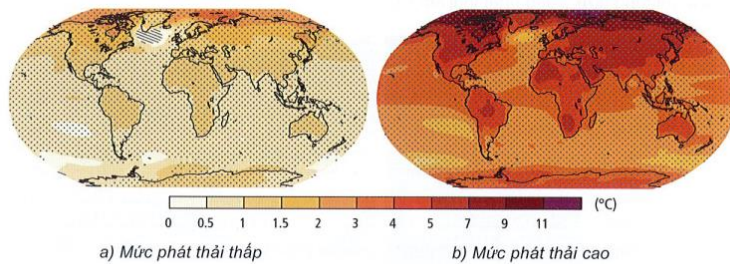 (°C)
0 0.5 1 1.5 2 3 4 5 7 9 11
a) Mức phát thải thấp
b) Mức phát thải cao